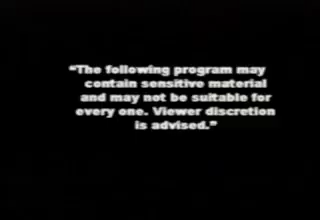 "The following program may
contain sensitive material
and may not be suitable for
every one. Viewer discretion
is advised."